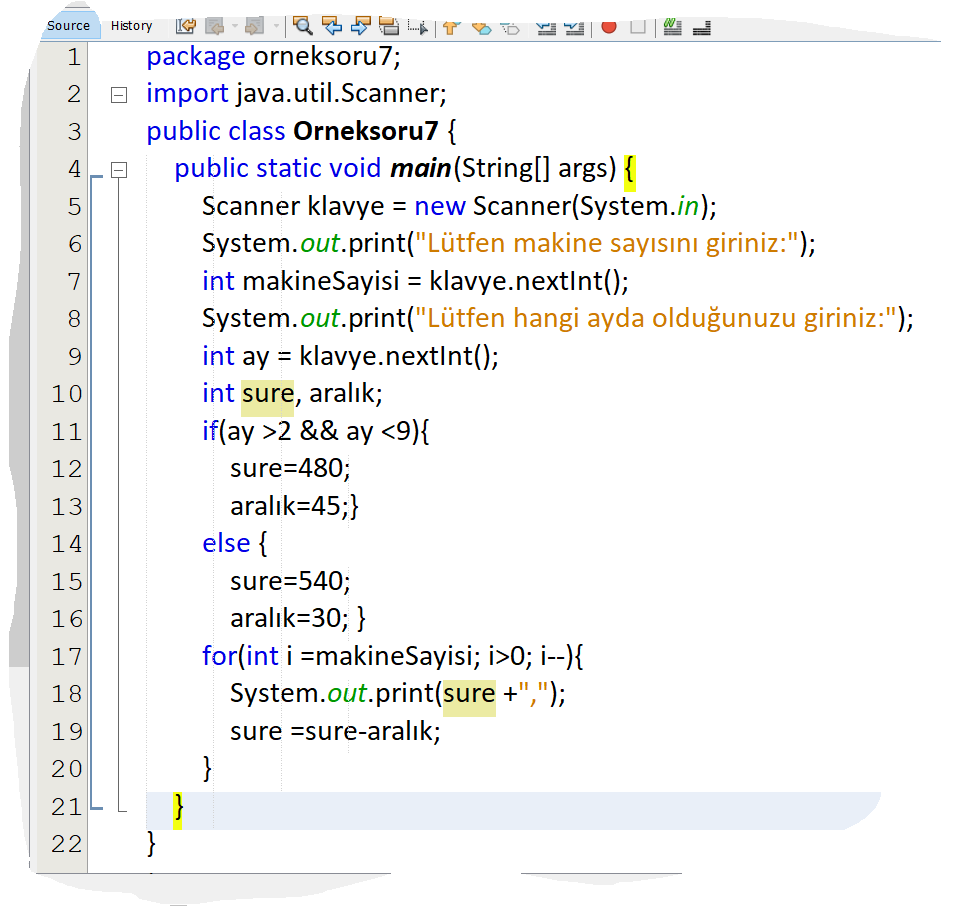 Source History
1 package orneksoru7;
2 import java.util.Scanner;
3 public class Orneksoru7 {
4 public static void main(String[] args) {
5 Scanner klavye = new Scanner(System.in);
6 System.out.print("Lütfen makine sayısını giriniz:");
7 int makineSayisi = klavye.nextInt();
8 System.out.print("Lütfen hangi ayda olduğunuzu giriniz:");
9 int ay = klavye.nextInt();
10 int sure, aralık;
11 if(ay >2 && ay <9){
12 sure=480;
13 aralık=45;}
14 else {
15 sure=540;
16 aralık=30; }
17 for(int i =makineSayisi; i>0; i--){
18 System.out.print(sure +",");
19 sure =sure-aralık;
20 }
21 }
22 }